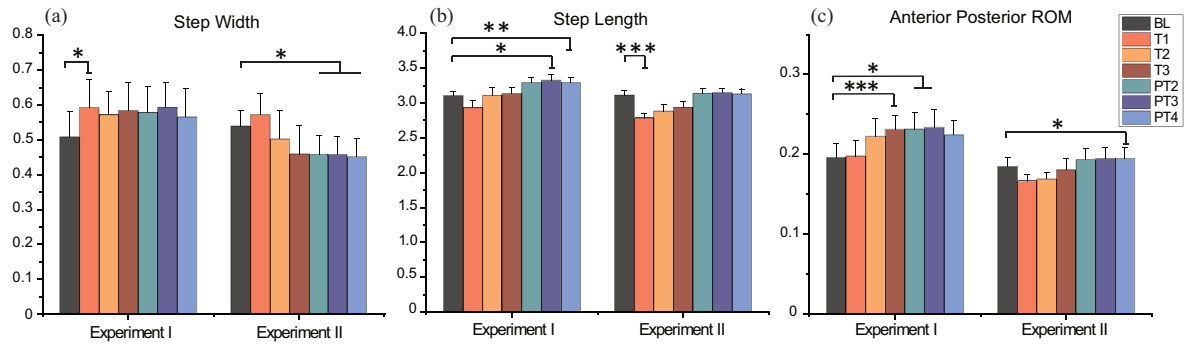 (a)
Step Width
0.8
0.7
0.6
0.5
0.4
0.3
0.2
0.1
0
*
*
Experiment I
Experiment II
(b)
Step Length
4.0
3.5
3.0
2.5
2.0
1.5
1.0
0.5
0
**
*
***
Experiment I
Experiment II
(c)
Anterior Posterior ROM
0.3
0.2
0.1
0
*
***
*
Experiment I
Experiment II
BL
T1
T2
T3
PT2
PT3
PT4